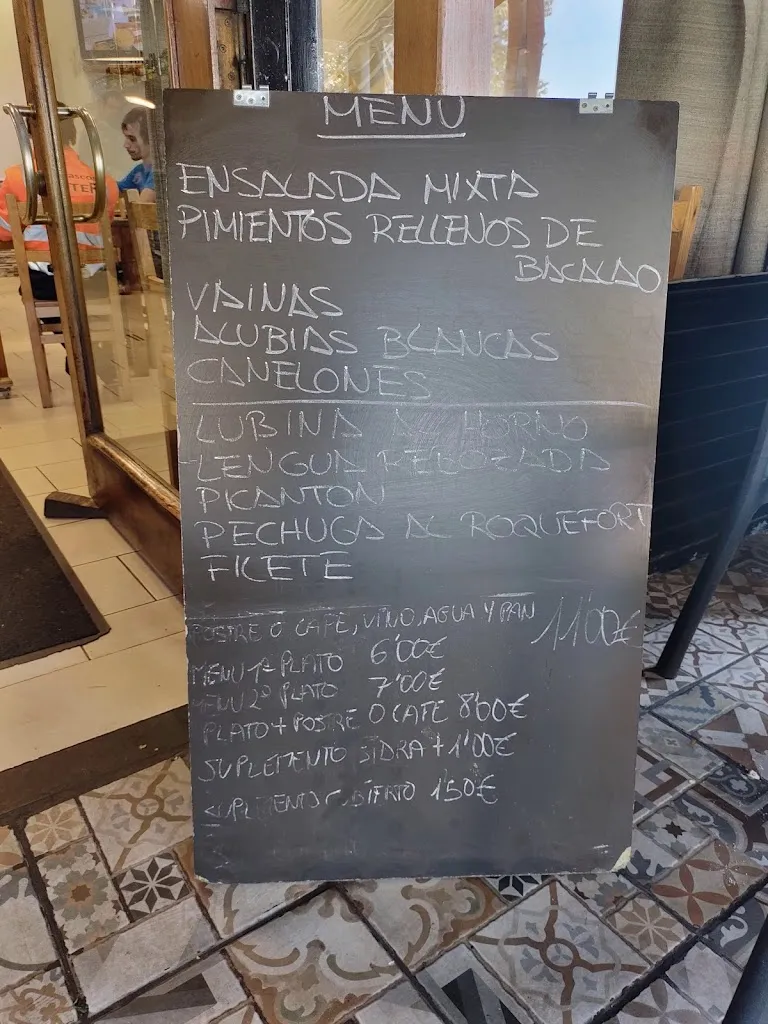 MENU
ENSALADA MIXTA
PIMIENTOS RELLENOS DE
BACALAO
VAINAS
ALUBIAS BLANCAS
CANELONES
LUBINA AL HORNO
LENGUA REBOZADA
PICANTON
PECHUGA AL ROQUEFORT
FILETE
POSTRE O CAFE, VINO, AGUA Y PAN 11'00€
MENU 1º PLATO 6'00€
MENU 2º PLATO 7'00€
PLATO + POSTRE O CAFE 8'00€
SUPLEMENTO SIDRA + 1'00€
SUPLEMENTO CUBIERTO 1'50€